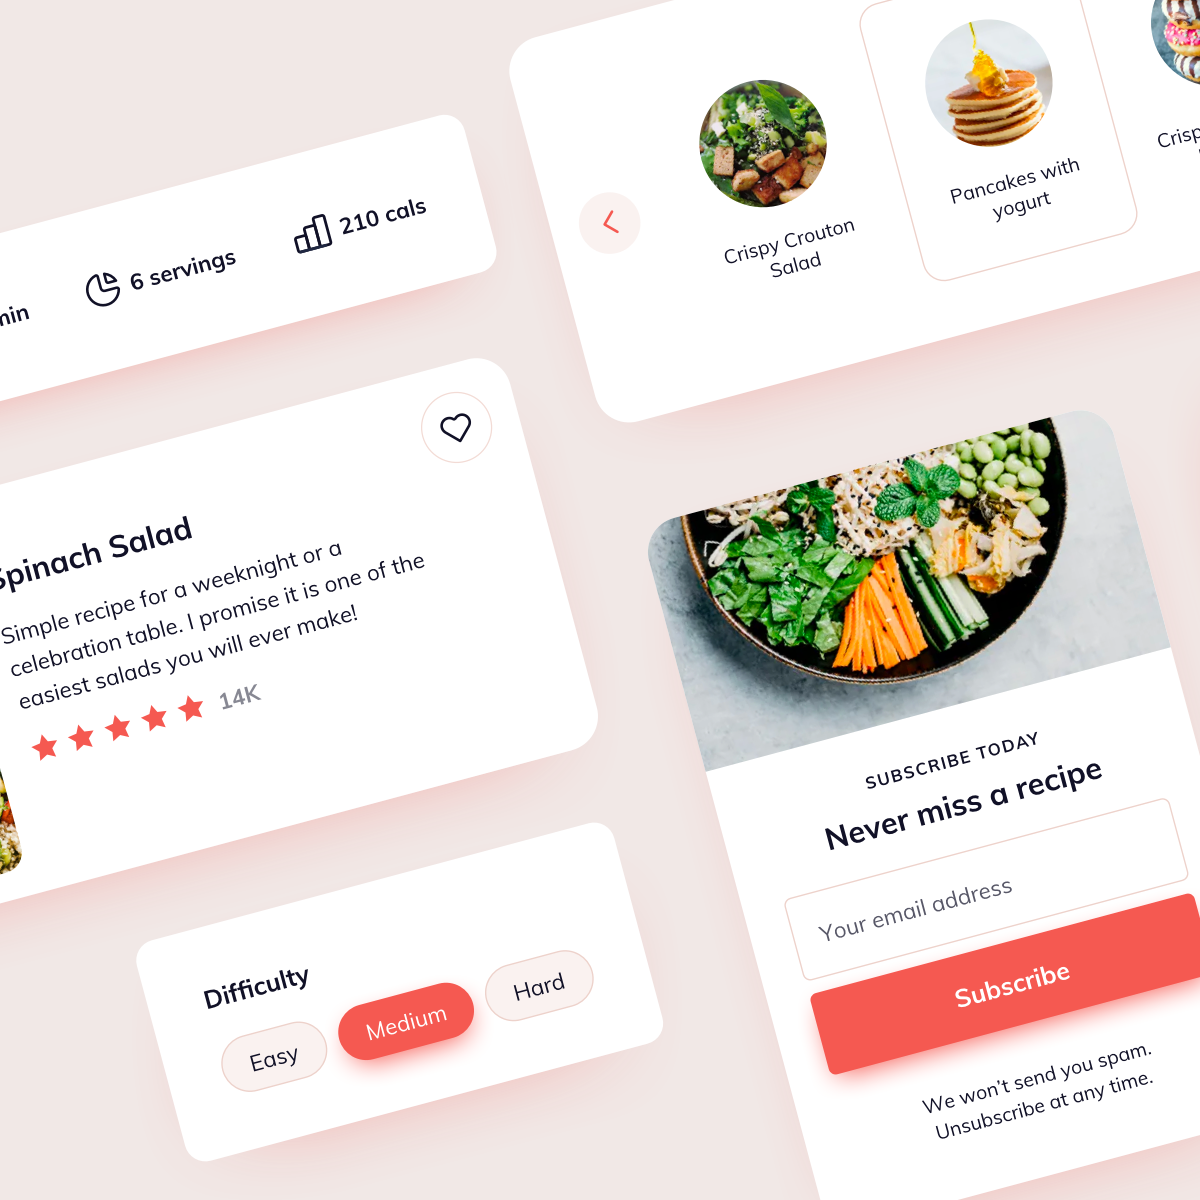 min
6 servings
210 cals
Crispy Crouton
Salad
Pancakes with
yogurt
Spinach Salad
Simple recipe for a weeknight or a
celebration table. I promise it is one of the
easiest salads you will ever make!
14K
Difficulty
Easy
Medium
Hard
SUBSCRIBE TODAY
Never miss a recipe
Your email address
Subscribe
We won’t send you spam.
Unsubscribe at any time.